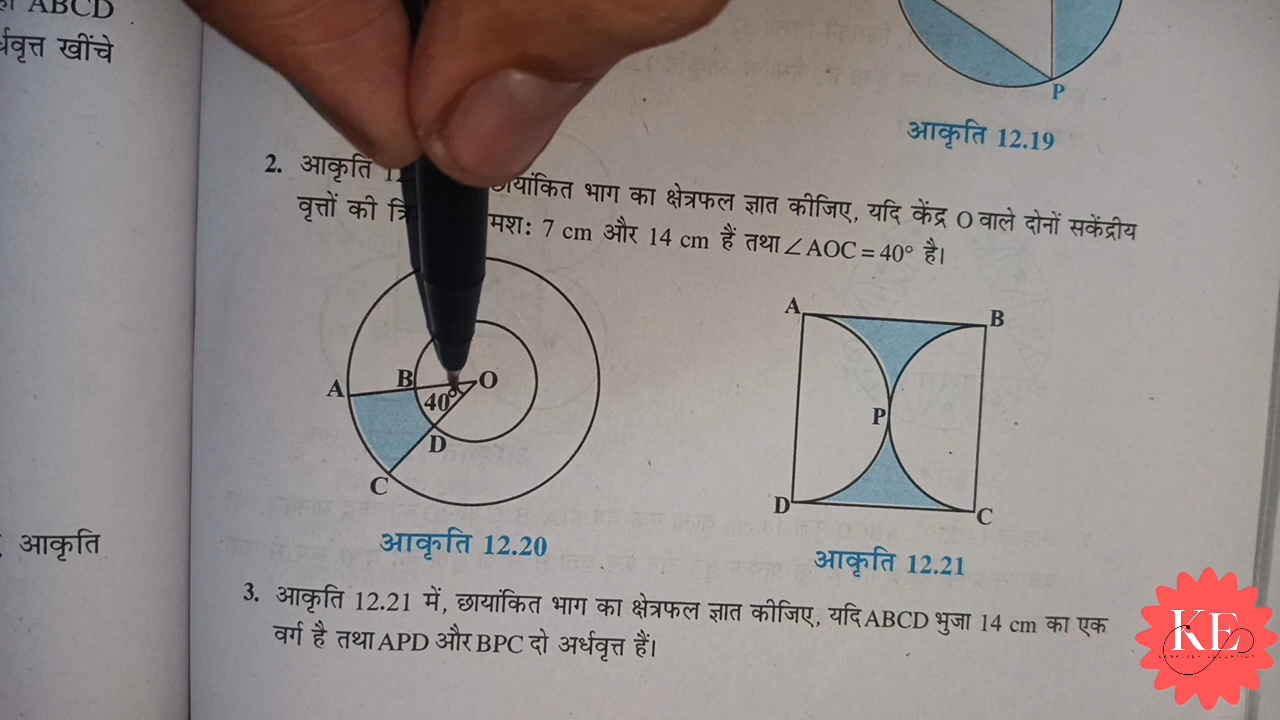 ABCD
र्धवृत्त खींचे
P
आकृति 12.19
2. आकृति छायांकित भाग का क्षेत्रफल ज्ञात कीजिए, यदि केंद्र O वाले दोनों सकेंद्रीय
वृत्तों की मशः 7 cm और 14 cm हैं तथा ∠AOC = 40° है।
A B O
40°
D
C
आकृति 12.20
A B
P
D C
आकृति 12.21
आकृति
3. आकृति 12.21 में, छायांकित भाग का क्षेत्रफल ज्ञात कीजिए, यदि ABCD भुजा 14 cm का एक
वर्ग है तथा APD और BPC दो अर्धवृत्त हैं।
KE